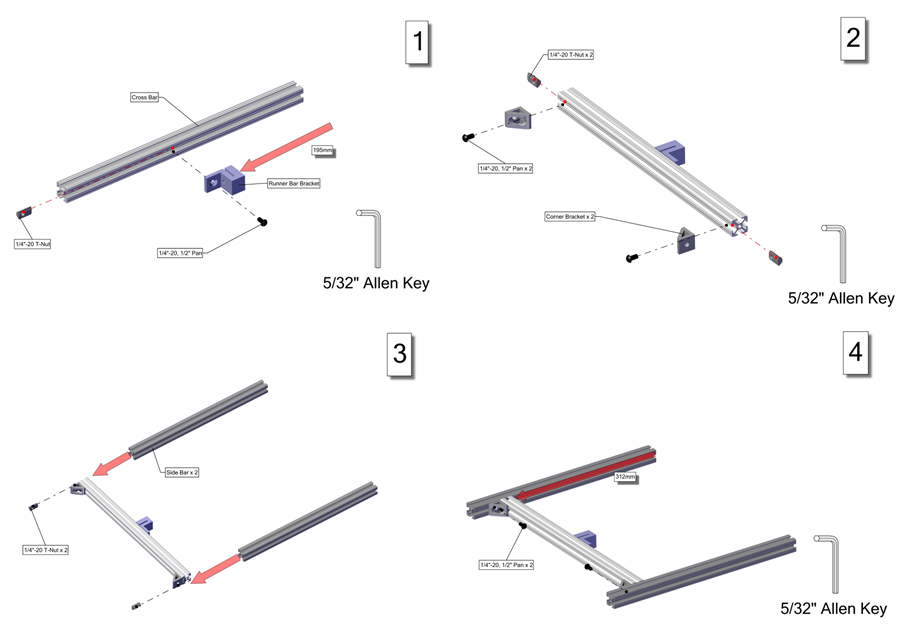 1
Cross Bar
195mm
Runner Bar Bracket
1/4"-20 T-Nut
1/4"-20, 1/2" Pan
5/32" Allen Key
2
1/4"-20 T-Nut x 2
1/4"-20, 1/2" Pan x 2
Corner Bracket x 2
5/32" Allen Key
3
Side Bar x 2
1/4"-20 T-Nut x 2
4
312mm
1/4"-20, 1/2" Pan x 2
5/32" Allen Key